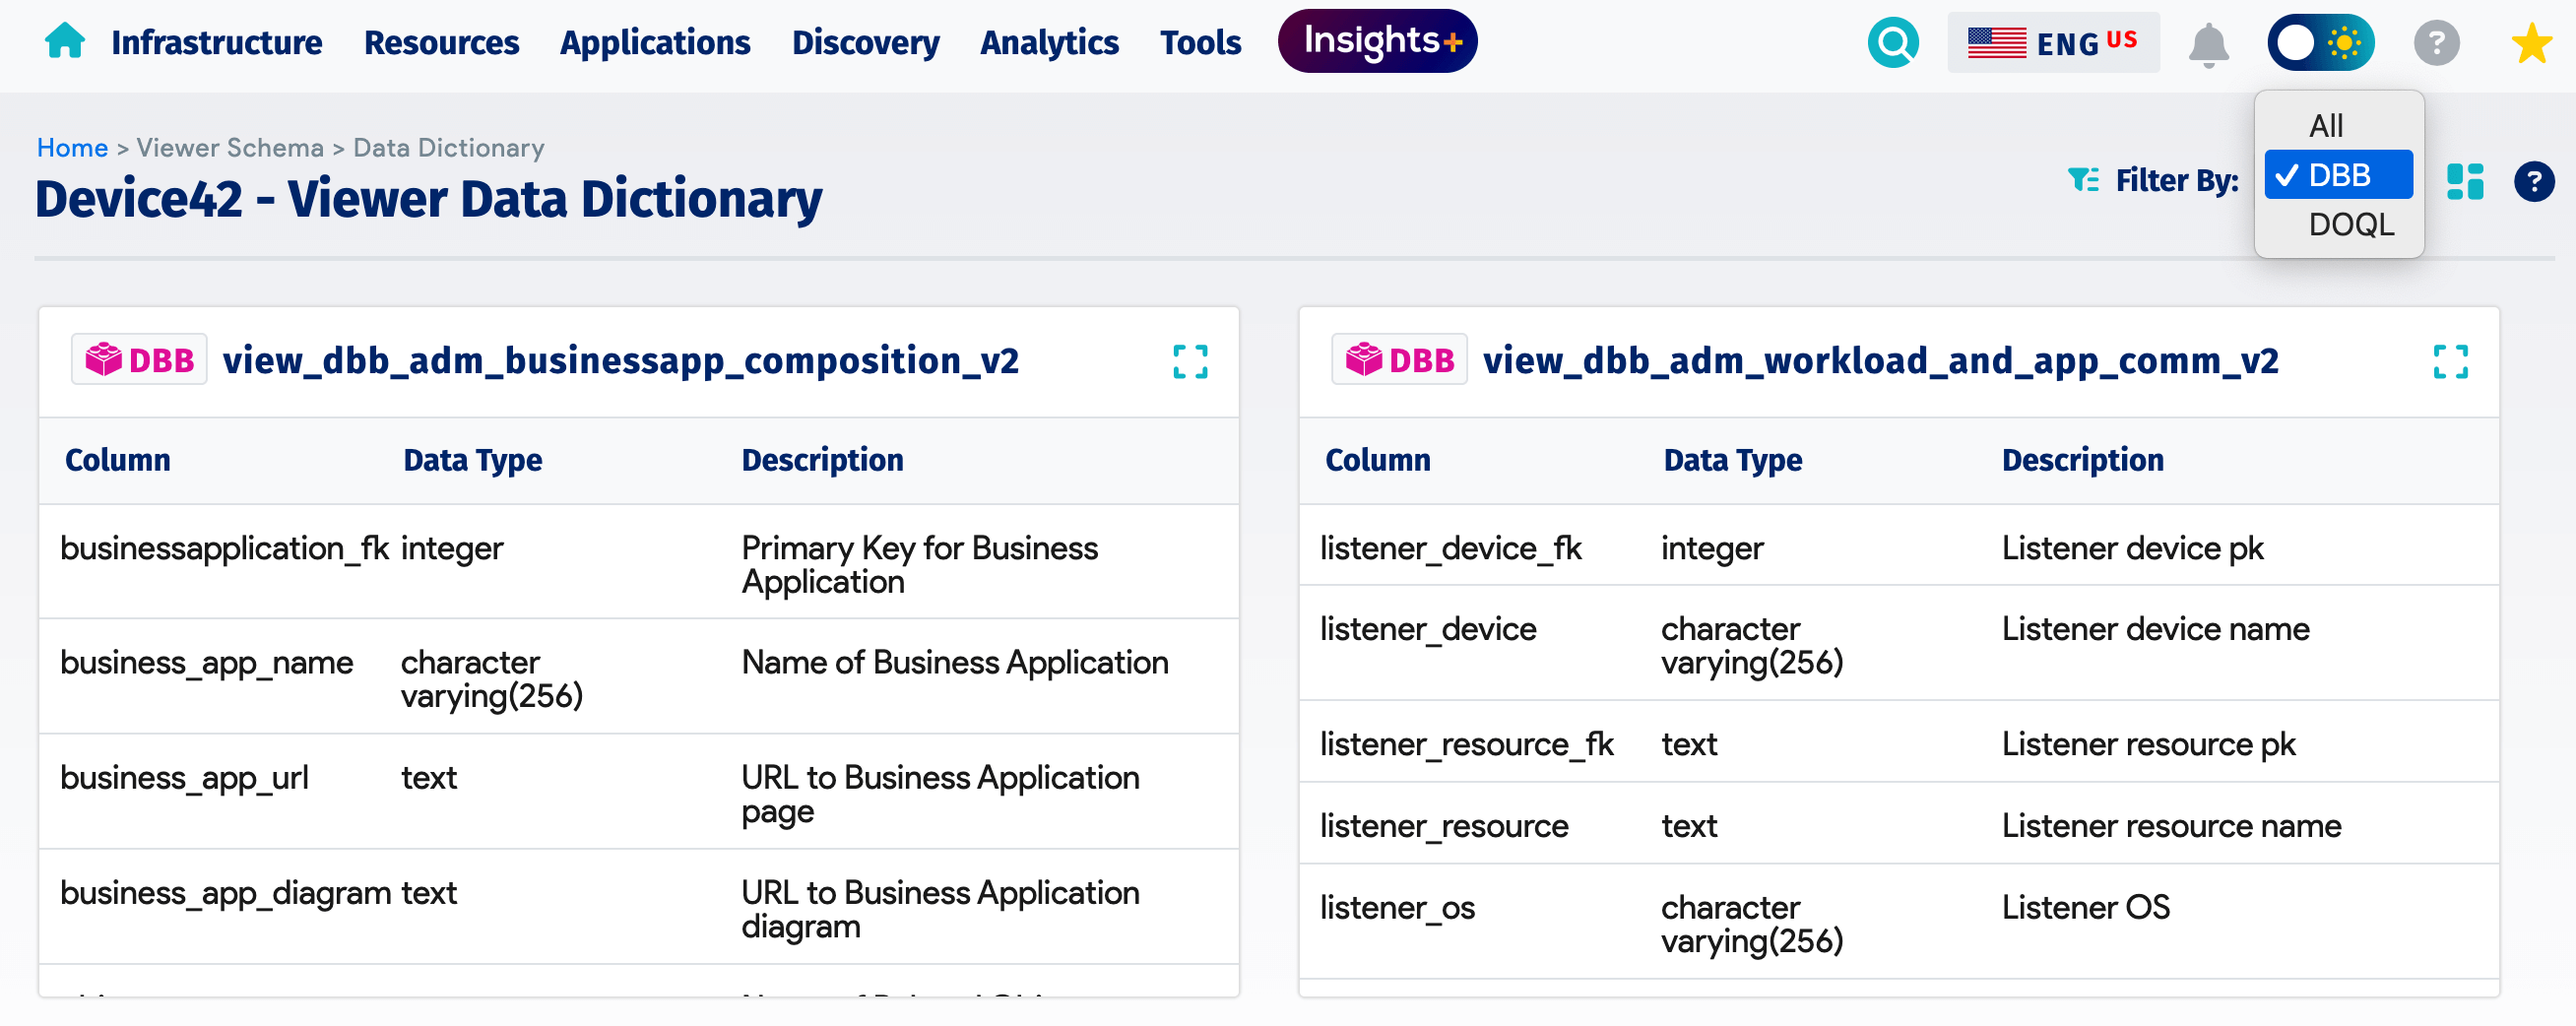 Infrastructure Resources Applications Discovery Analytics Tools Insights+ ENG US ?
Home > Viewer Schema > Data Dictionary
Device42 - Viewer Data Dictionary
Filter By:
All
✓ DBB
DOQL
?
DBB view_dbb_adm_businessapp_composition_v2
Column Data Type Description
businessapplication_fk integer Primary Key for Business
Application
business_app_name character Name of Business Application
varying(256)
business_app_url text URL to Business Application
page
business_app_diagram text URL to Business Application
diagram
DBB view_dbb_adm_workload_and_app_comm_v2
Column Data Type Description
listener_device_fk integer Listener device pk
listener_device character Listener device name
varying(256)
listener_resource_fk text Listener resource pk
listener_resource text Listener resource name
listener_os character Listener OS
varying(256)